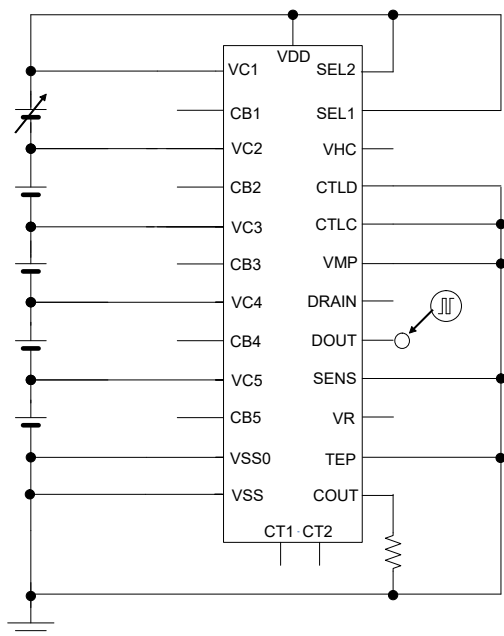 VDD
VC1
SEL2
CB1
SEL1
VC2
VHC
CB2
CTLD
VC3
CTLC
CB3
VMP
VC4
DRAIN
CB4
DOUT
VC5
SENS
CB5
VR
VSS0
TEP
VSS
COUT
CT1
CT2